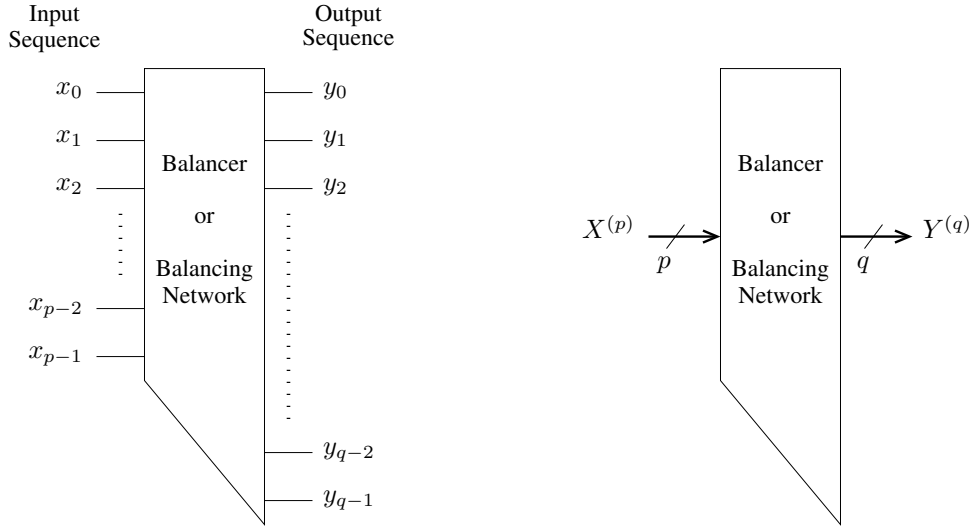 Input
Sequence
Output
Sequence
x_0
x_1
x_2
x_{p−2}
x_{p−1}
Balancer
or
Balancing
Network
y_0
y_1
y_2
y_{q−2}
y_{q−1}
X^{(p)}
p
Balancer
or
Balancing
Network
q
Y^{(q)}